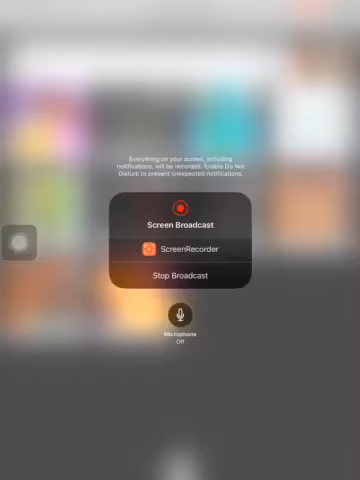 Everything on your screen, including
notifications, will be recorded. Enable Do Not
Disturb to prevent unexpected notifications.
Screen Broadcast
ScreenRecorder
Stop Broadcast
Microphone
Off